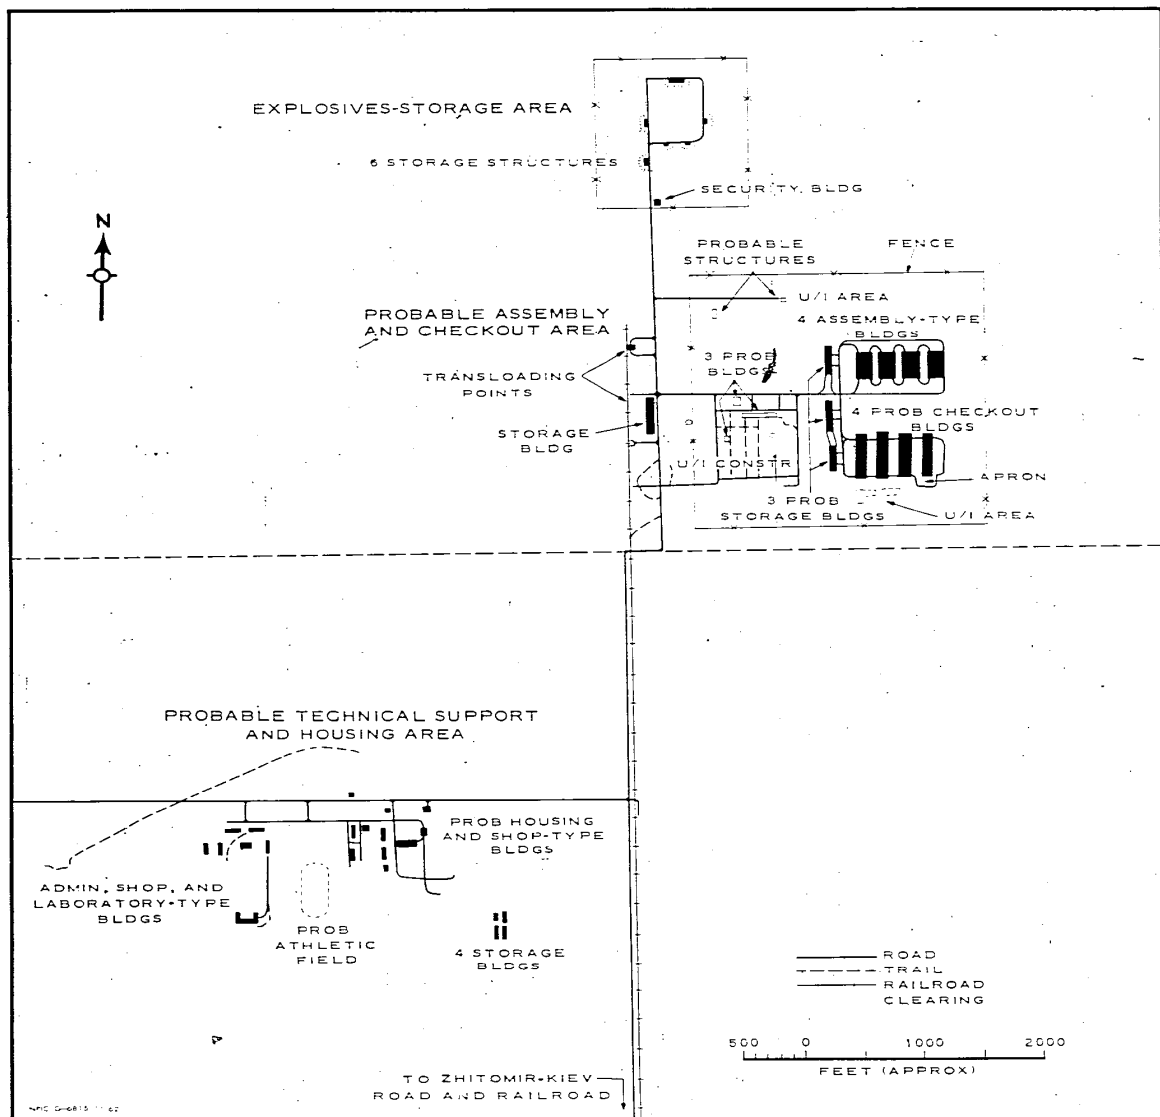 EXPLOSIVES-STORAGE AREA
6 STORAGE STRUCTURES
SECURITY BLDG
N
PROBABLE
STRUCTURES
FENCE
U/I AREA
PROBABLE ASSEMBLY
AND CHECKOUT AREA
4 ASSEMBLY-TYPE
BLDGS
3 PROB
BLDGS
TRANSLOADING
POINTS
4 PROB CHECKOUT
BLDGS
STORAGE
BLDG
U/I CONSTR
APRON
3 PROB
STORAGE BLDGS
U/I AREA
PROBABLE TECHNICAL SUPPORT
AND HOUSING AREA
PROB HOUSING
AND SHOP-TYPE
BLDGS
ADMIN, SHOP, AND
LABORATORY-TYPE
BLDGS
PROB
ATHLETIC
FIELD
4 STORAGE
BLDGS
ROAD
TRAIL
RAILROAD
CLEARING
500 0 1000 2000
FEET (APPROX)
TO ZHITOMIR-KIEV
ROAD AND RAILROAD